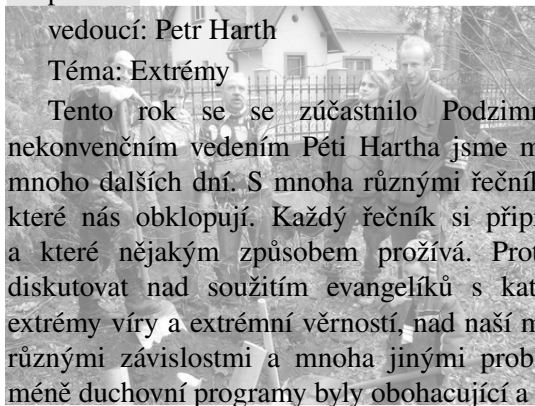 vedoucí: Petr Harth
Téma: Extrémy
Tento rok se se zúčastnilo Podzim
nekonvenčním vedením Péti Hartha jsme m
mnoho dalších dní. S mnoha různými řečník
které nás obklopují. Každý řečník si přip
a které nějakým způsobem prožívá. Prot
diskutovat nad soužitím evangelíků s kat
extrémy víry a extrémní věrností, nad naší m
různými závislostmi a mnoha jinými prob
méně duchovní programy byly obohacující a